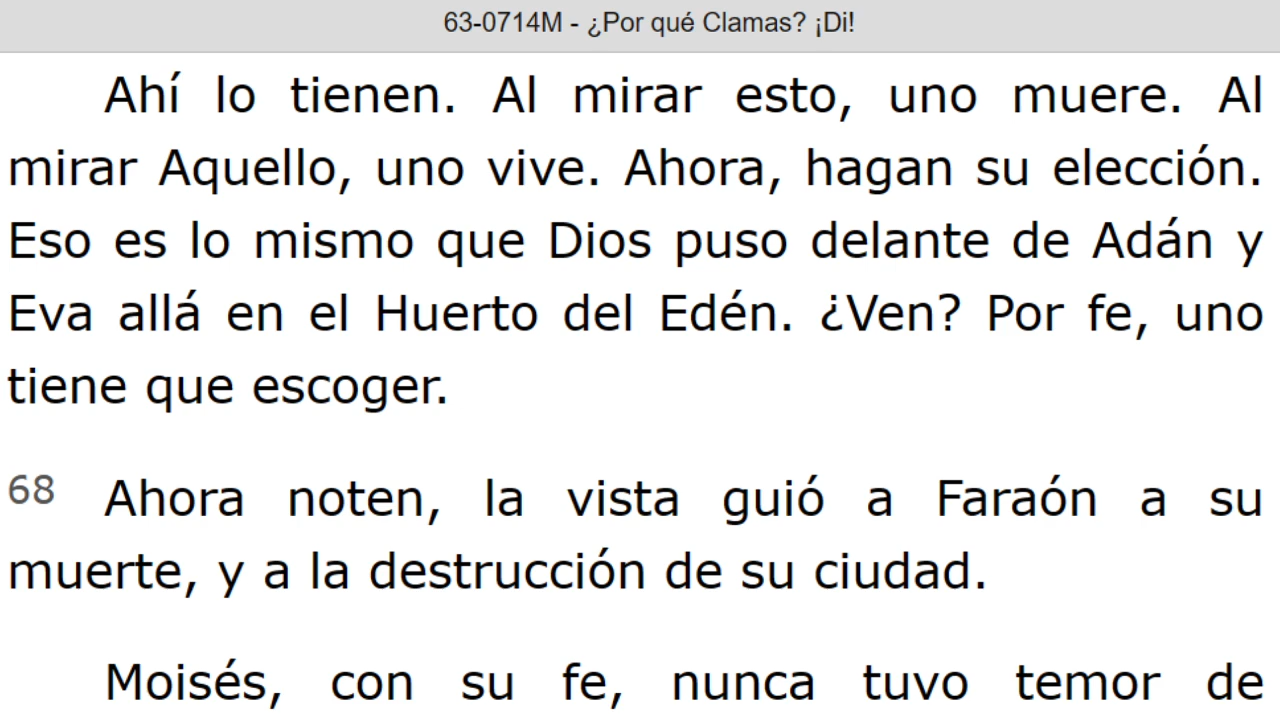 63-0714M - ¿Por qué Clamas? ¡Di!
Ahí lo tienen. Al mirar esto, uno muere. Al
mirar Aquello, uno vive. Ahora, hagan su elección.
Eso es lo mismo que Dios puso delante de Adán y
Eva allá en el Huerto del Edén. ¿Ven? Por fe, uno
tiene que escoger.
68 Ahora noten, la vista guió a Faraón a su
muerte, y a la destrucción de su ciudad.
Moisés, con su fe, nunca tuvo temor de